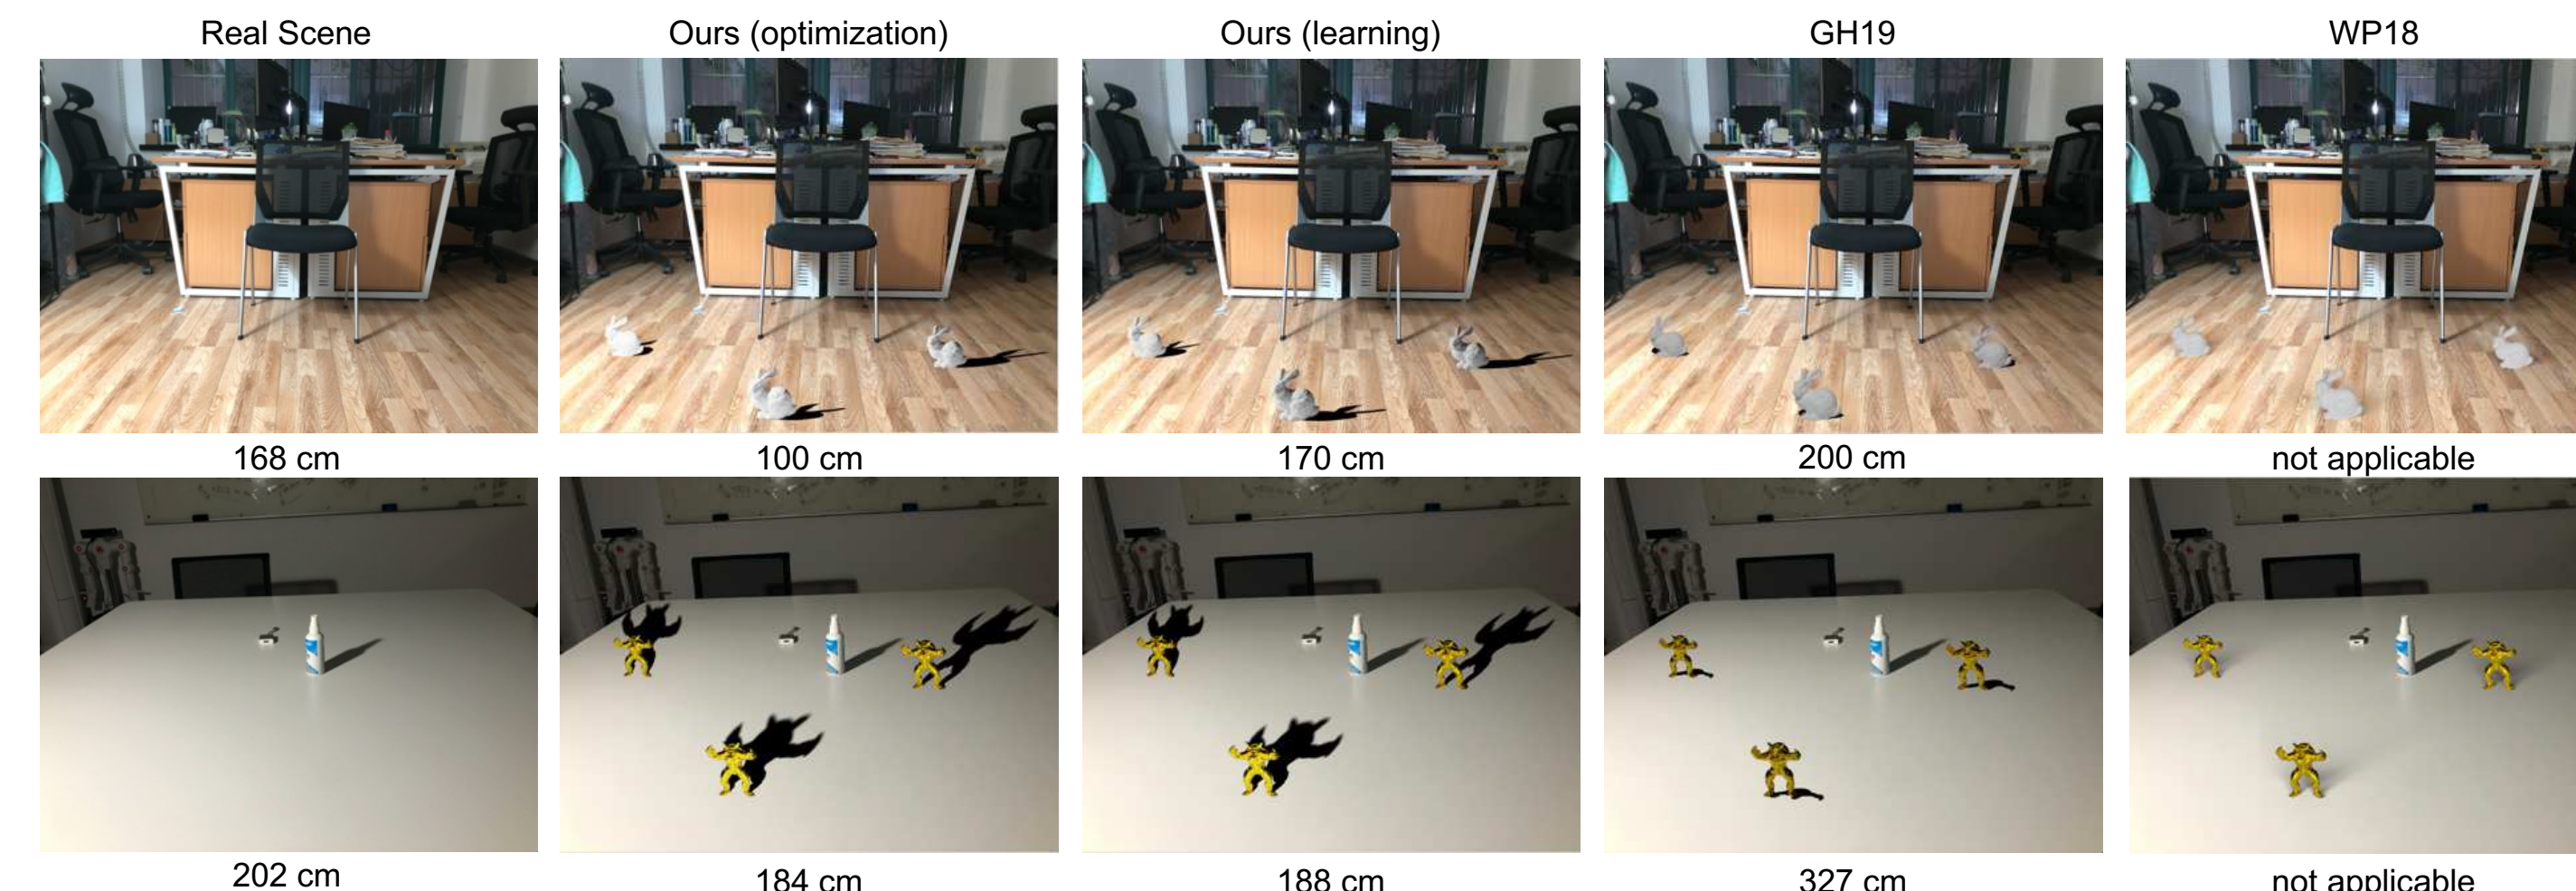 Real Scene Ours (optimization) Ours (learning) GH19 WP18
168 cm 100 cm 170 cm 200 cm not applicable
202 cm 184 cm 188 cm 327 cm not applicable